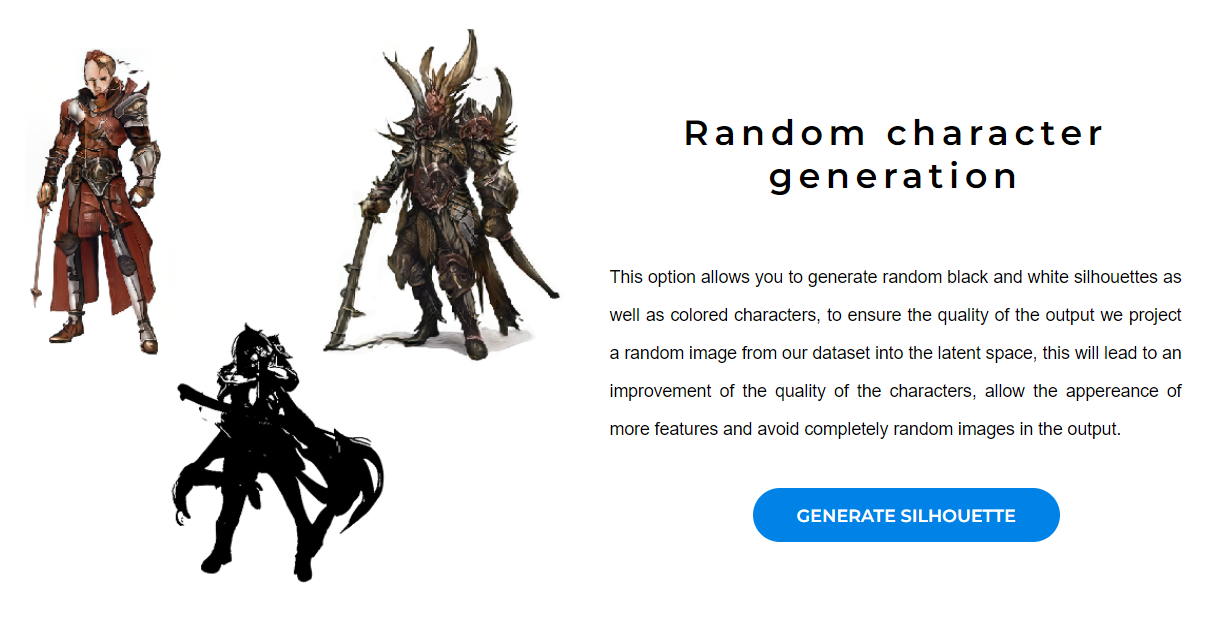 Random character
generation
This option allows you to generate random black and white silhouettes as
well as colored characters, to ensure the quality of the output we project
a random image from our dataset into the latent space, this will lead to an
improvement of the quality of the characters, allow the appereance of
more features and avoid completely random images in the output.
GENERATE SILHOUETTE